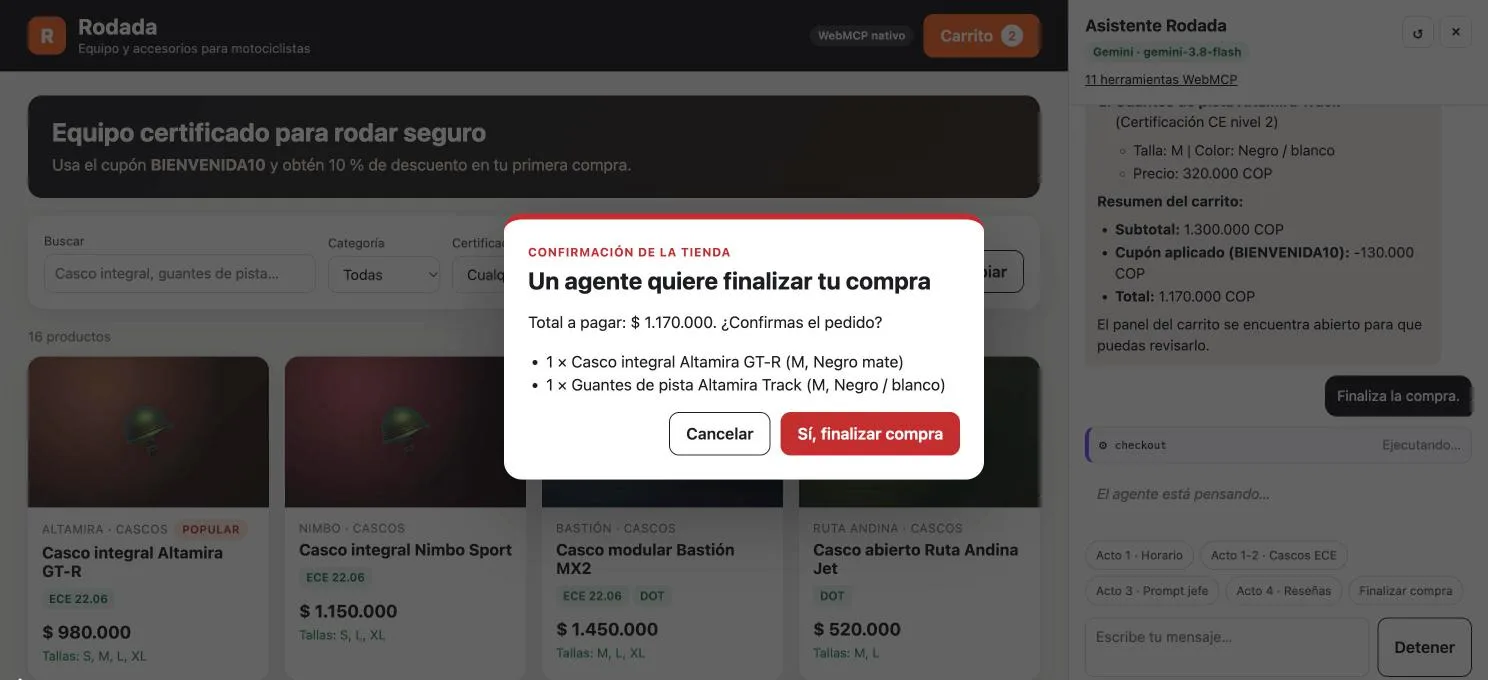 R
Rodada
Equipo y accesorios para motociclistas
WebMCP nativo
Carrito 2
Equipo certificado para rodar seguro
Usa el cupón BIENVENIDA10 y obtén 10 % de descuento en tu primera compra.
Buscar
Casco integral, guantes de pista...
Categoría
Todas
16 productos
CONFIRMACIÓN DE LA TIENDA
Un agente quiere finalizar tu compra
Total a pagar: $ 1.170.000. ¿Confirmas el pedido?
• 1 × Casco integral Altamira GT-R (M, Negro mate)
• 1 × Guantes de pista Altamira Track (M, Negro / blanco)
Cancelar
Sí, finalizar compra
ALTAMIRA · CASCOS
POPULAR
Casco integral Altamira
GT-R
ECE 22.06
$ 980.000
Tallas: S, M, L, XL
NIMBO · CASCOS
Casco integral Nimbo Sport
ECE 22.06
$ 1.150.000
Tallas: S, L, XL
BASTIÓN · CASCOS
Casco modular Bastión
MX2
ECE 22.06
DOT
$ 1.450.000
Tallas: M, L, XL
RUTA ANDINA · CASCOS
Casco abierto Ruta Andina
Jet
DOT
$ 520.000
Tallas: M, L
Asistente Rodada
Gemini · gemini-3.8-flash
11 herramientas WebMCP
(Certificación CE nivel 2)
Talla: M | Color: Negro / blanco
Precio: 320.000 COP
Resumen del carrito:
• Subtotal: 1.300.000 COP
• Cupón aplicado (BIENVENIDA10): -130.000
COP
• Total: 1.170.000 COP
El panel del carrito se encuentra abierto para que
puedas revisarlo.
Finaliza la compra.
checkout
Ejecutando...
El agente está pensando...
Acto 1 · Horario
Acto 1-2 · Cascos ECE
Acto 3 · Prompt jefe
Acto 4 · Reseñas
Finalizar compra
Escribe tu mensaje...
Detener